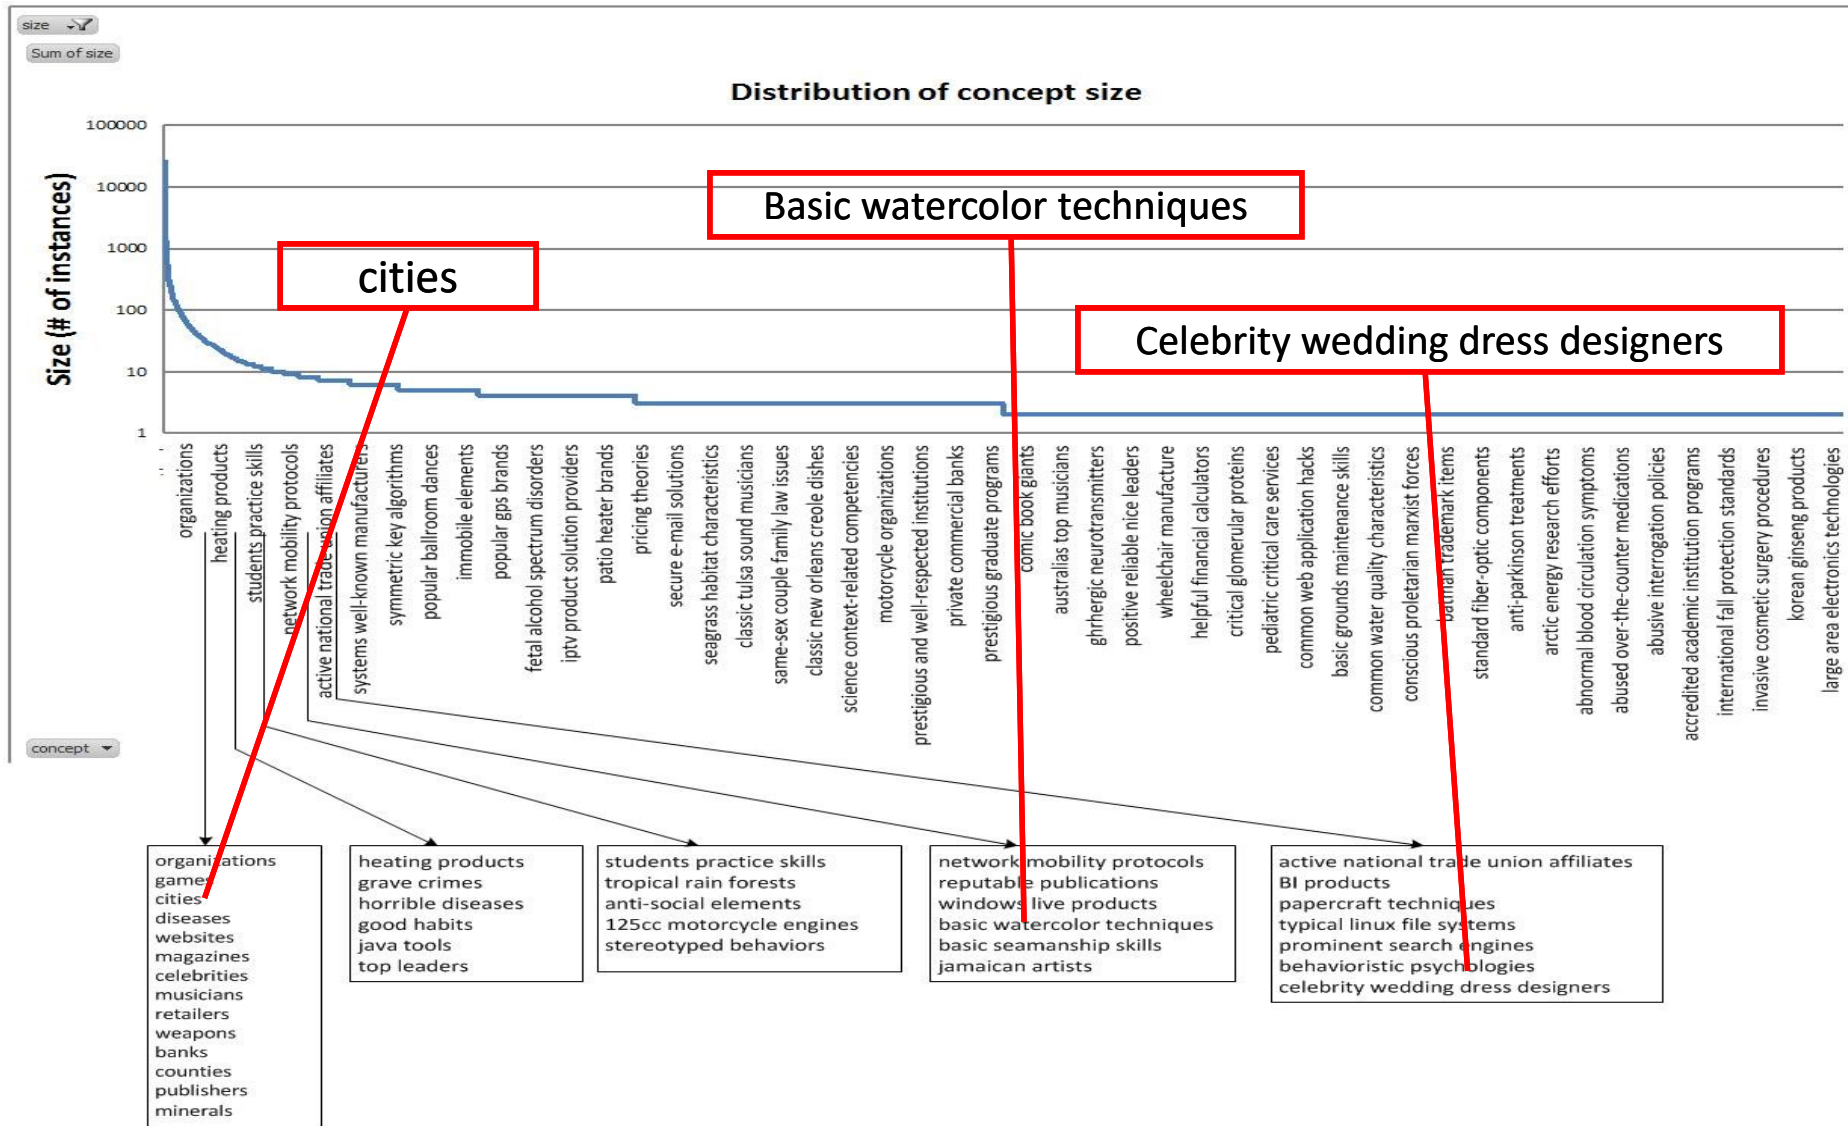 size
Sum of size
Distribution of concept size
Size (# of instances)
100000
10000
1000
100
10
1
Basic watercolor techniques
cities
Celebrity wedding dress designers
organizations
heating products
students practice skills
network mobility protocols
active national trade union affiliates
systems well-known manufacturers
symmetric key algorithms
popular ballroom dances
immobile elements
popular gps brands
fetal alcohol spectrum disorders
iptv product solution providers
patio heater brands
pricing theories
secure e-mail solutions
seagrass habitat characteristics
classic tulsa sound musicians
same-sex couple family law issues
classic new orleans creole dishes
science context-related competencies
motorcycle organizations
prestigious and well-respected institutions
private commercial banks
prestigious graduate programs
comic book giants
australias top musicians
ghrhergic neurotransmitters
positive reliable nice leaders
wheelchair manufacture
helpful financial calculators
critical glomerular proteins
pediatric critical care services
common web application hacks
basic grounds maintenance skills
common water quality characteristics
conscious proletarian marxist forces
batman trademark items
standard fiber-optic components
anti-parkinson treatments
arctic energy research efforts
abnormal blood circulation symptoms
abused over-the-counter medications
abusive interrogation policies
accredited academic institution programs
international fall protection standards
invasive cosmetic surgery procedures
korean ginseng products
large area electronics technologies
concept
organizations
games
cities
diseases
websites
magazines
celebrities
musicians
retailers
weapons
banks
counties
publishers
minerals
heating products
grave crimes
horrible diseases
good habits
java tools
top leaders
students practice skills
tropical rain forests
anti-social elements
125cc motorcycle engines
stereotyped behaviors
network mobility protocols
reputable publications
windows live products
basic watercolor techniques
basic seamanship skills
jamaican artists
active national trade union affiliates
BI products
papercraft techniques
typical linux file systems
prominent search engines
behavioristic psychologies
celebrity wedding dress designers